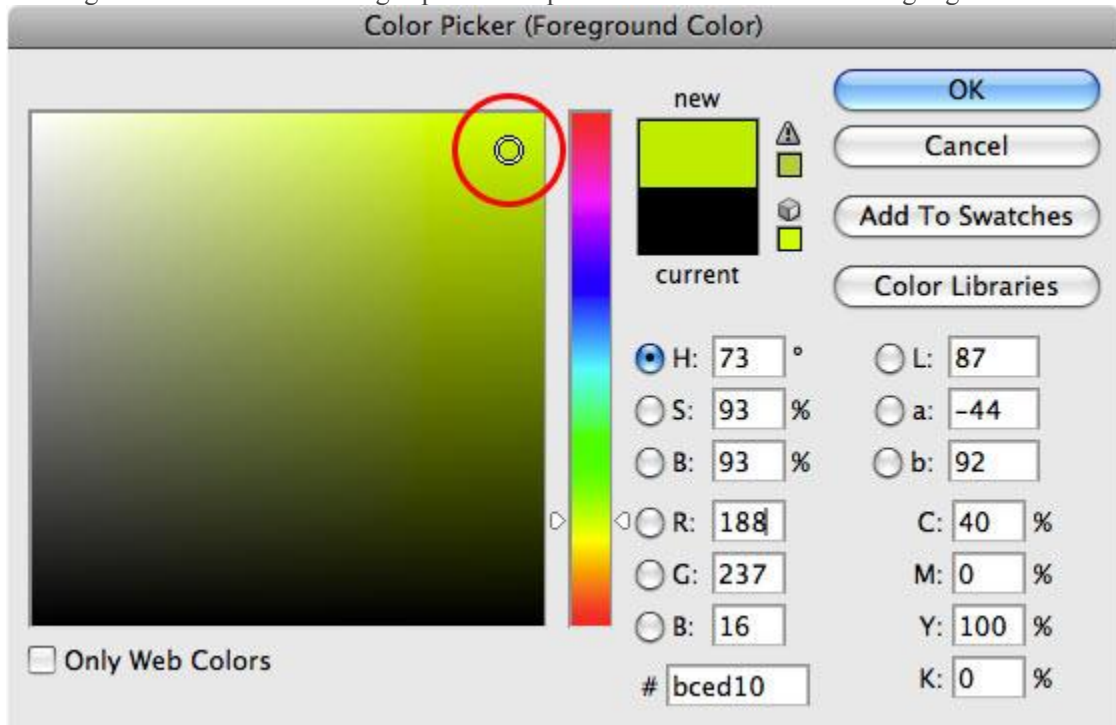 Color Picker (Foreground Color)
new
current
OK
Cancel
Add To Swatches
Color Libraries
H: 73 °
S: 93 %
B: 93 %
R: 188
G: 237
B: 16
# bced10
L: 87
a: -44
b: 92
C: 40 %
M: 0 %
Y: 100 %
K: 0 %
Only Web Colors